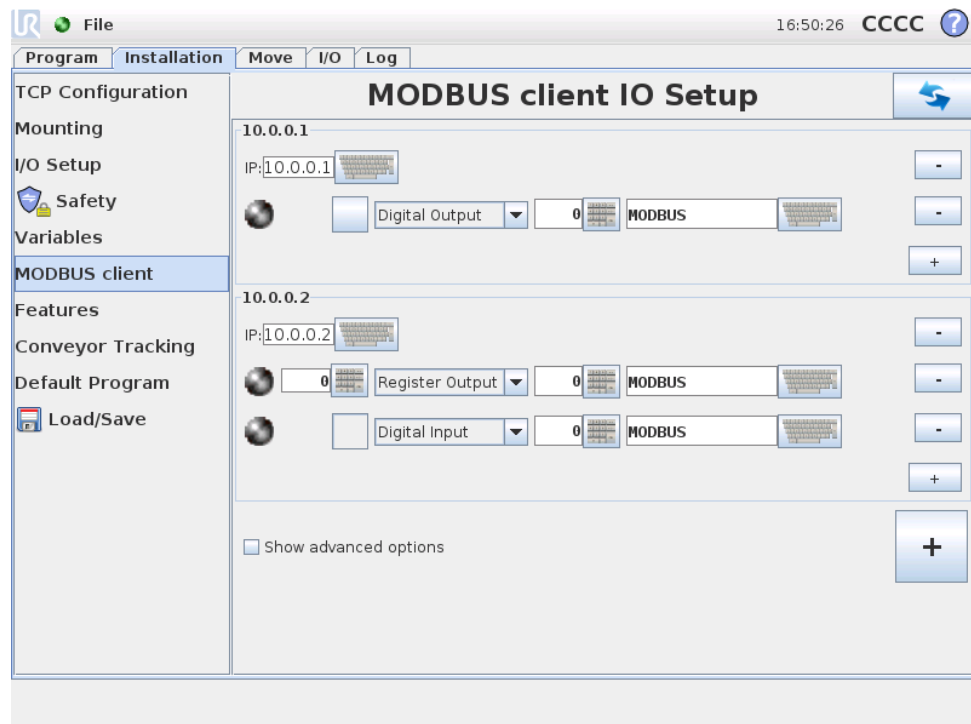 UR File 16:50:26 CCCC ?
Program Installation Move I/O Log
TCP Configuration
Mounting
I/O Setup
Safety
Variables
MODBUS client
Features
Conveyor Tracking
Default Program
Load/Save
MODBUS client IO Setup
10.0.0.1
IP: 10.0.0.1 -
Digital Output 0 MODBUS -
+
10.0.0.2
IP: 10.0.0.2 -
0 Register Output 0 MODBUS -
Digital Input 0 MODBUS -
+
Show advanced options +